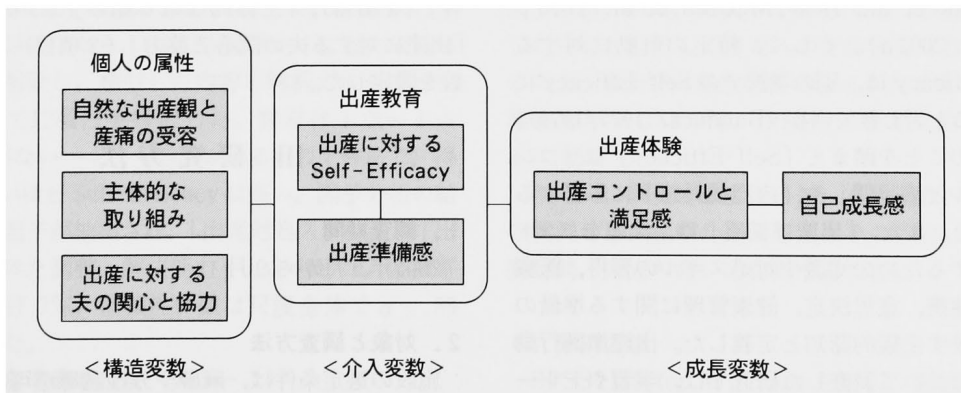 個人の属性
自然な出産観と
産痛の受容
主体的な
取り組み
出産に対する
夫の関心と協力
<構造変数>
出産教育
出産に対する
Self-Efficacy
出産準備感
<介入変数>
出産体験
出産コントロールと
満足感
自己成長感
<成長変数>